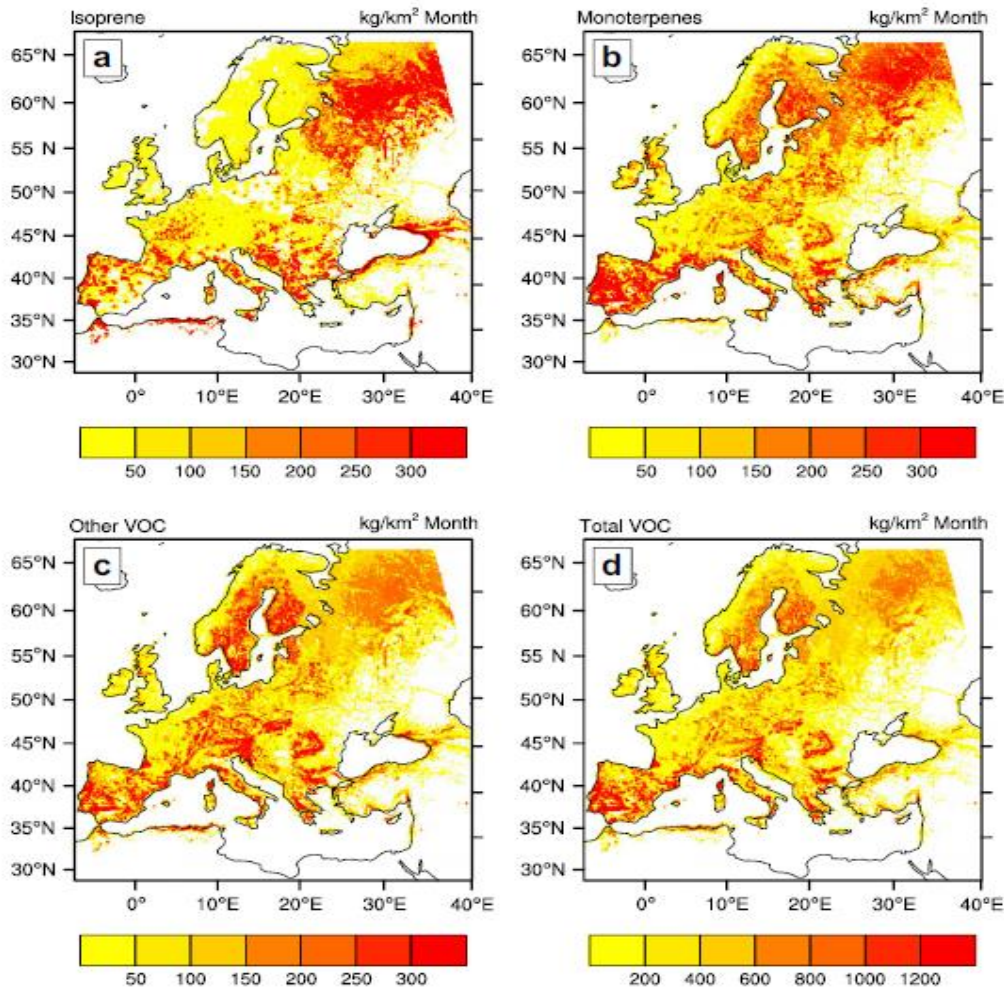 Isoprene kg/km² Month
a
65°N
60°N
55 N
50°N
45°N
40°N
35°N
30°N
0° 10°E 20°E 30°E 40°E
50 100 150 200 250 300
Monoterpenes kg/km² Month
b
65°N
60°N
55 N
50°N
45°N
40°N
35°N
30°N
0° 10°E 20°E 30°E 40°E
50 100 150 200 250 300
Other VOC kg/km² Month
c
65°N
60°N
55 N
50°N
45°N
40°N
35°N
30°N
0° 10°E 20°E 30°E 40°E
50 100 150 200 250 300
Total VOC kg/km² Month
d
65°N
60°N
55 N
50°N
45°N
40°N
35°N
30°N
0° 10°E 20°E 30°E 40°E
200 400 600 800 1000 1200